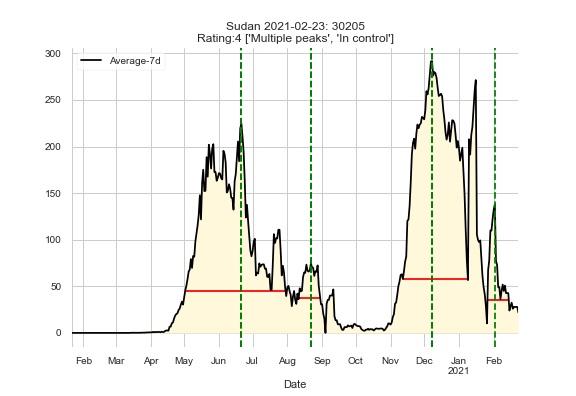 Sudan 2021-02-23: 30205
Rating:4 ['Multiple peaks', 'In control']
Average-7d
300
250
200
150
100
50
0
Feb Mar Apr May Jun Jul Aug Sep Oct Nov Dec Jan Feb
2021
Date